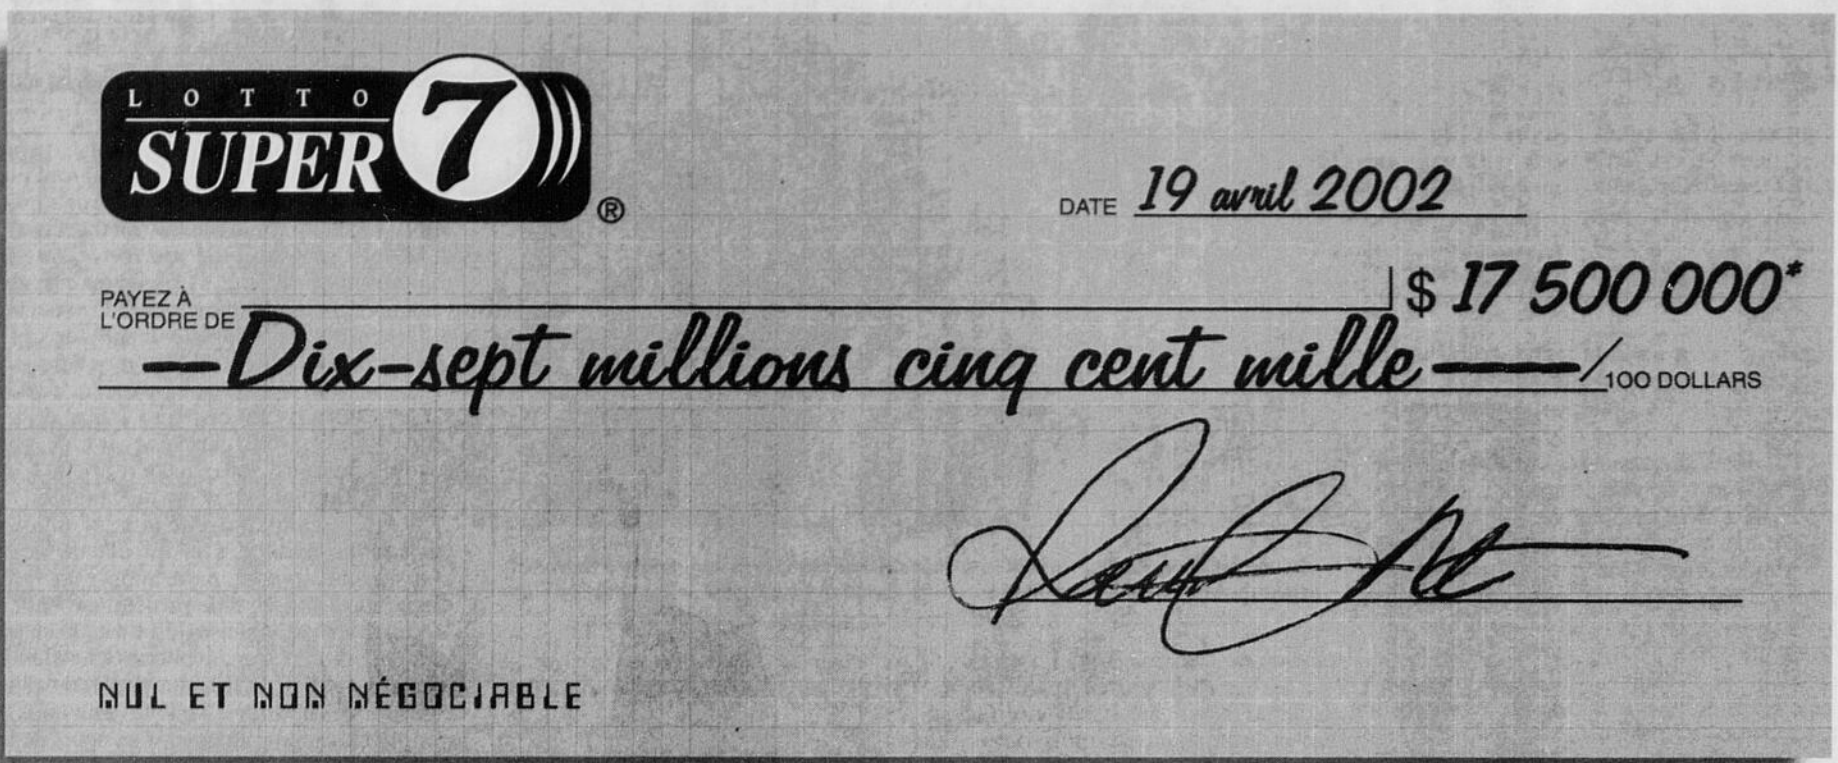 LOTTO
SUPER 7 ®
DATE 19 avril 2002
PAYEZ À
L'ORDRE DE
$ 17 500 000*
—Dix-sept millions cinq cent mille——/100 DOLLARS
NUL ET NON NÉGOCIABLE